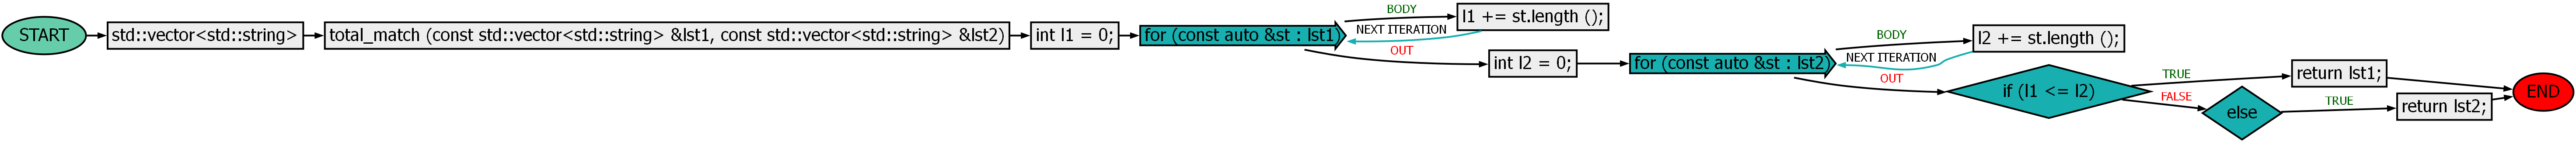 START
std::vector<std::string>
total_match (const std::vector<std::string> &lst1, const std::vector<std::string> &lst2)
int l1 = 0;
for (const auto &st : lst1)
BODY
l1 += st.length ();
NEXT ITERATION
OUT
int l2 = 0;
for (const auto &st : lst2)
BODY
l2 += st.length ();
NEXT ITERATION
OUT
if (l1 <= l2)
TRUE
return lst1;
FALSE
else
TRUE
return lst2;
END